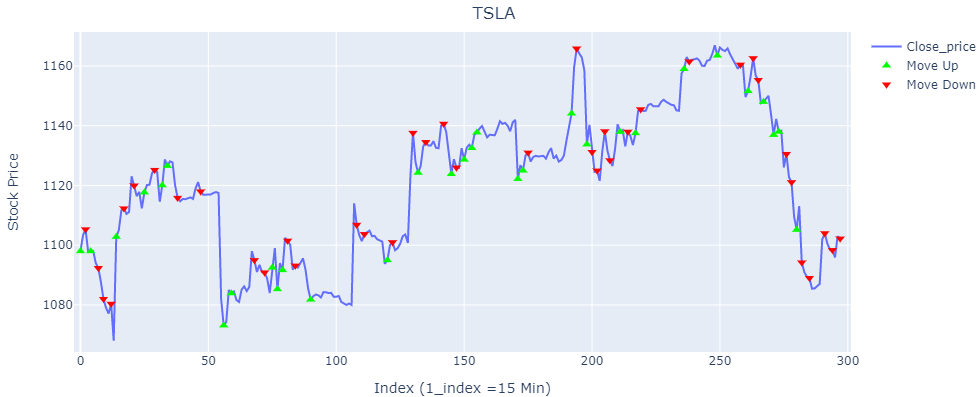 TSLA
Close_price
Move Up
Move Down
Stock Price
1160
1140
1120
1100
1080
0
50
100
150
200
250
300
Index (1_index =15 Min)